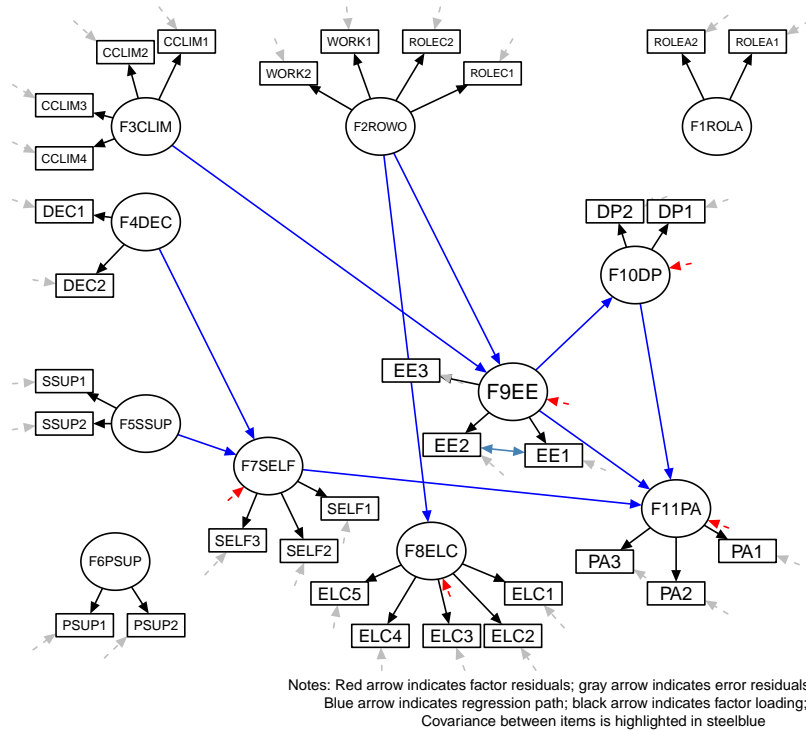 CCLIM1
WORK1
ROLEC2
ROLEA2
ROLEA1
CCLIM2
WORK2
ROLEC1
CCLIM3
F3CLIM
F2ROWO
F1ROLA
CCLIM4
DEC1
F4DEC
DP2
DP1
DEC2
F10DP
EE3
SSUP1
F9EE
SSUP2
F5SSUP
EE2
EE1
F7SELF
SELF1
F11PA
SELF3
SELF2
F8ELC
PA3
PA1
F6PSUP
ELC5
ELC1
PA2
PSUP1
PSUP2
ELC4
ELC3
ELC2
Notes: Red arrow indicates factor residuals; gray arrow indicates error residuals
Blue arrow indicates regression path; black arrow indicates factor loading;
Covariance between items is highlighted in steelblue